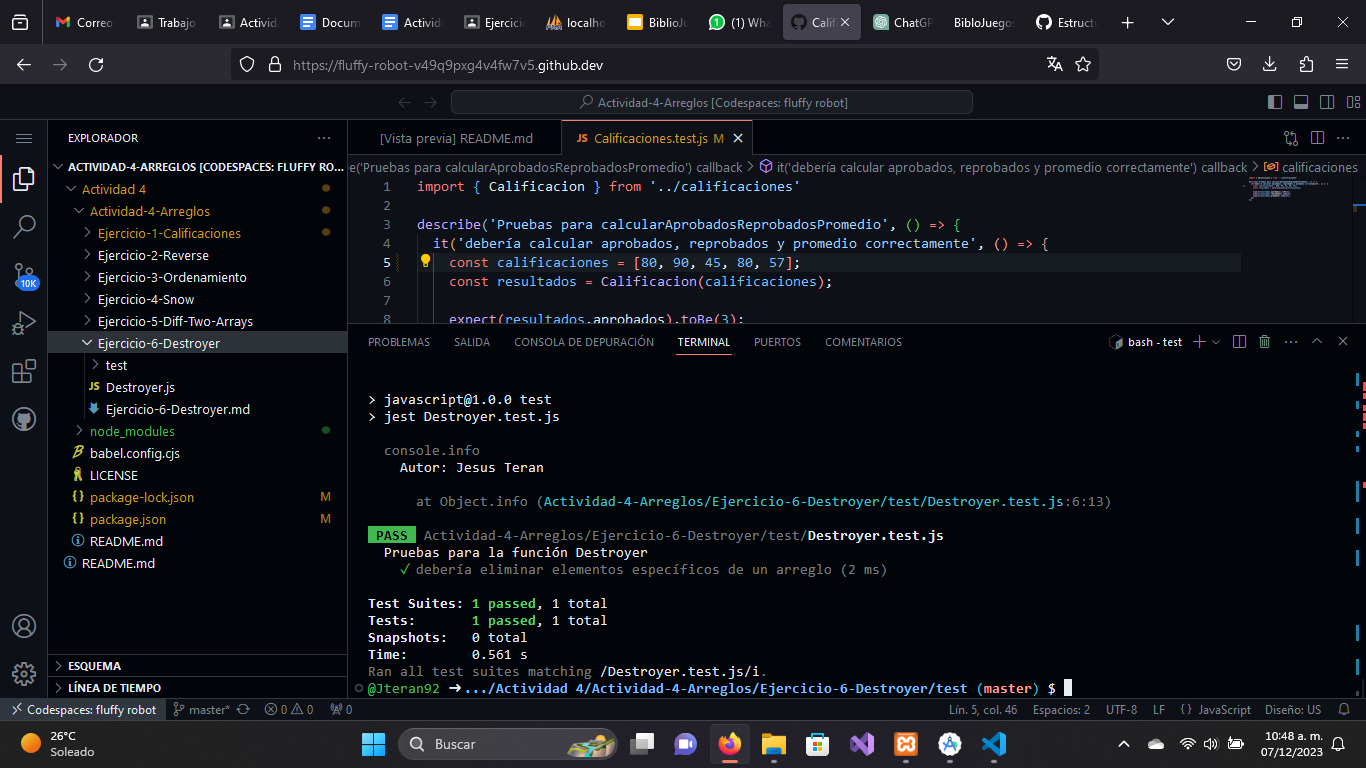 Correo
Trabajo
Activid
Docum
Activid
Ejercicio
localho
BiblioJu
(1) Wha
Calif
ChatGP
BibloJuegos
Estructu
https://fluffy-robot-v49q9pxg4v4fw7v5.github.dev
Actividad-4-Arreglos [Codespaces: fluffy robot]
EXPLORADOR
ACTIVIDAD-4-ARREGLOS [CODESPACES: FLUFFY RO...
Actividad 4
Actividad-4-Arreglos
Ejercicio-1-Calificaciones
Ejercicio-2-Reverse
Ejercicio-3-Ordenamiento
Ejercicio-4-Snow
Ejercicio-5-Diff-Two-Arrays
Ejercicio-6-Destroyer
test
JS Destroyer.js
Ejercicio-6-Destroyer.md
node_modules
babel.config.cjs
LICENSE
{} package-lock.json M
{} package.json M
README.md
README.md
ESQUEMA
LÍNEA DE TIEMPO
10K
[Vista previa] README.md
JS Calificaciones.test.js M
e('Pruebas para calcularAprobadosReprobadosPromedio') callback > it('debería calcular aprobados, reprobados y promedio correctamente') callback > calificaciones
1 import { Calificacion } from '../calificaciones'
2
3 describe('Pruebas para calcularAprobadosReprobadosPromedio', () => {
4 it('debería calcular aprobados, reprobados y promedio correctamente', () => {
5 const calificaciones = [80, 90, 45, 80, 57];
6 const resultados = Calificacion(calificaciones);
7
8 expect(resultados.aprobados).toBe(3);
PROBLEMAS SALIDA CONSOLA DE DEPURACIÓN TERMINAL PUERTOS COMENTARIOS
bash - test
> javascript@1.0.0 test
> jest Destroyer.test.js
console.info
Autor: Jesus Teran
at Object.info (Actividad-4-Arreglos/Ejercicio-6-Destroyer/test/Destroyer.test.js:6:13)
PASS Actividad-4-Arreglos/Ejercicio-6-Destroyer/test/Destroyer.test.js
Pruebas para la función Destroyer
✓ debería eliminar elementos específicos de un arreglo (2 ms)
Test Suites: 1 passed, 1 total
Tests: 1 passed, 1 total
Snapshots: 0 total
Time: 0.561 s
Ran all test suites matching /Destroyer.test.js/i.
@Jteran92 ➜.../Actividad 4/Actividad-4-Arreglos/Ejercicio-6-Destroyer/test (master) $
Codespaces: fluffy robot
master*
0 0
0
Lín. 5, col. 46
Espacios: 2
UTF-8
LF
{} JavaScript
Diseño: US
26°C
Soleado
Buscar
10:48 a. m.
07/12/2023